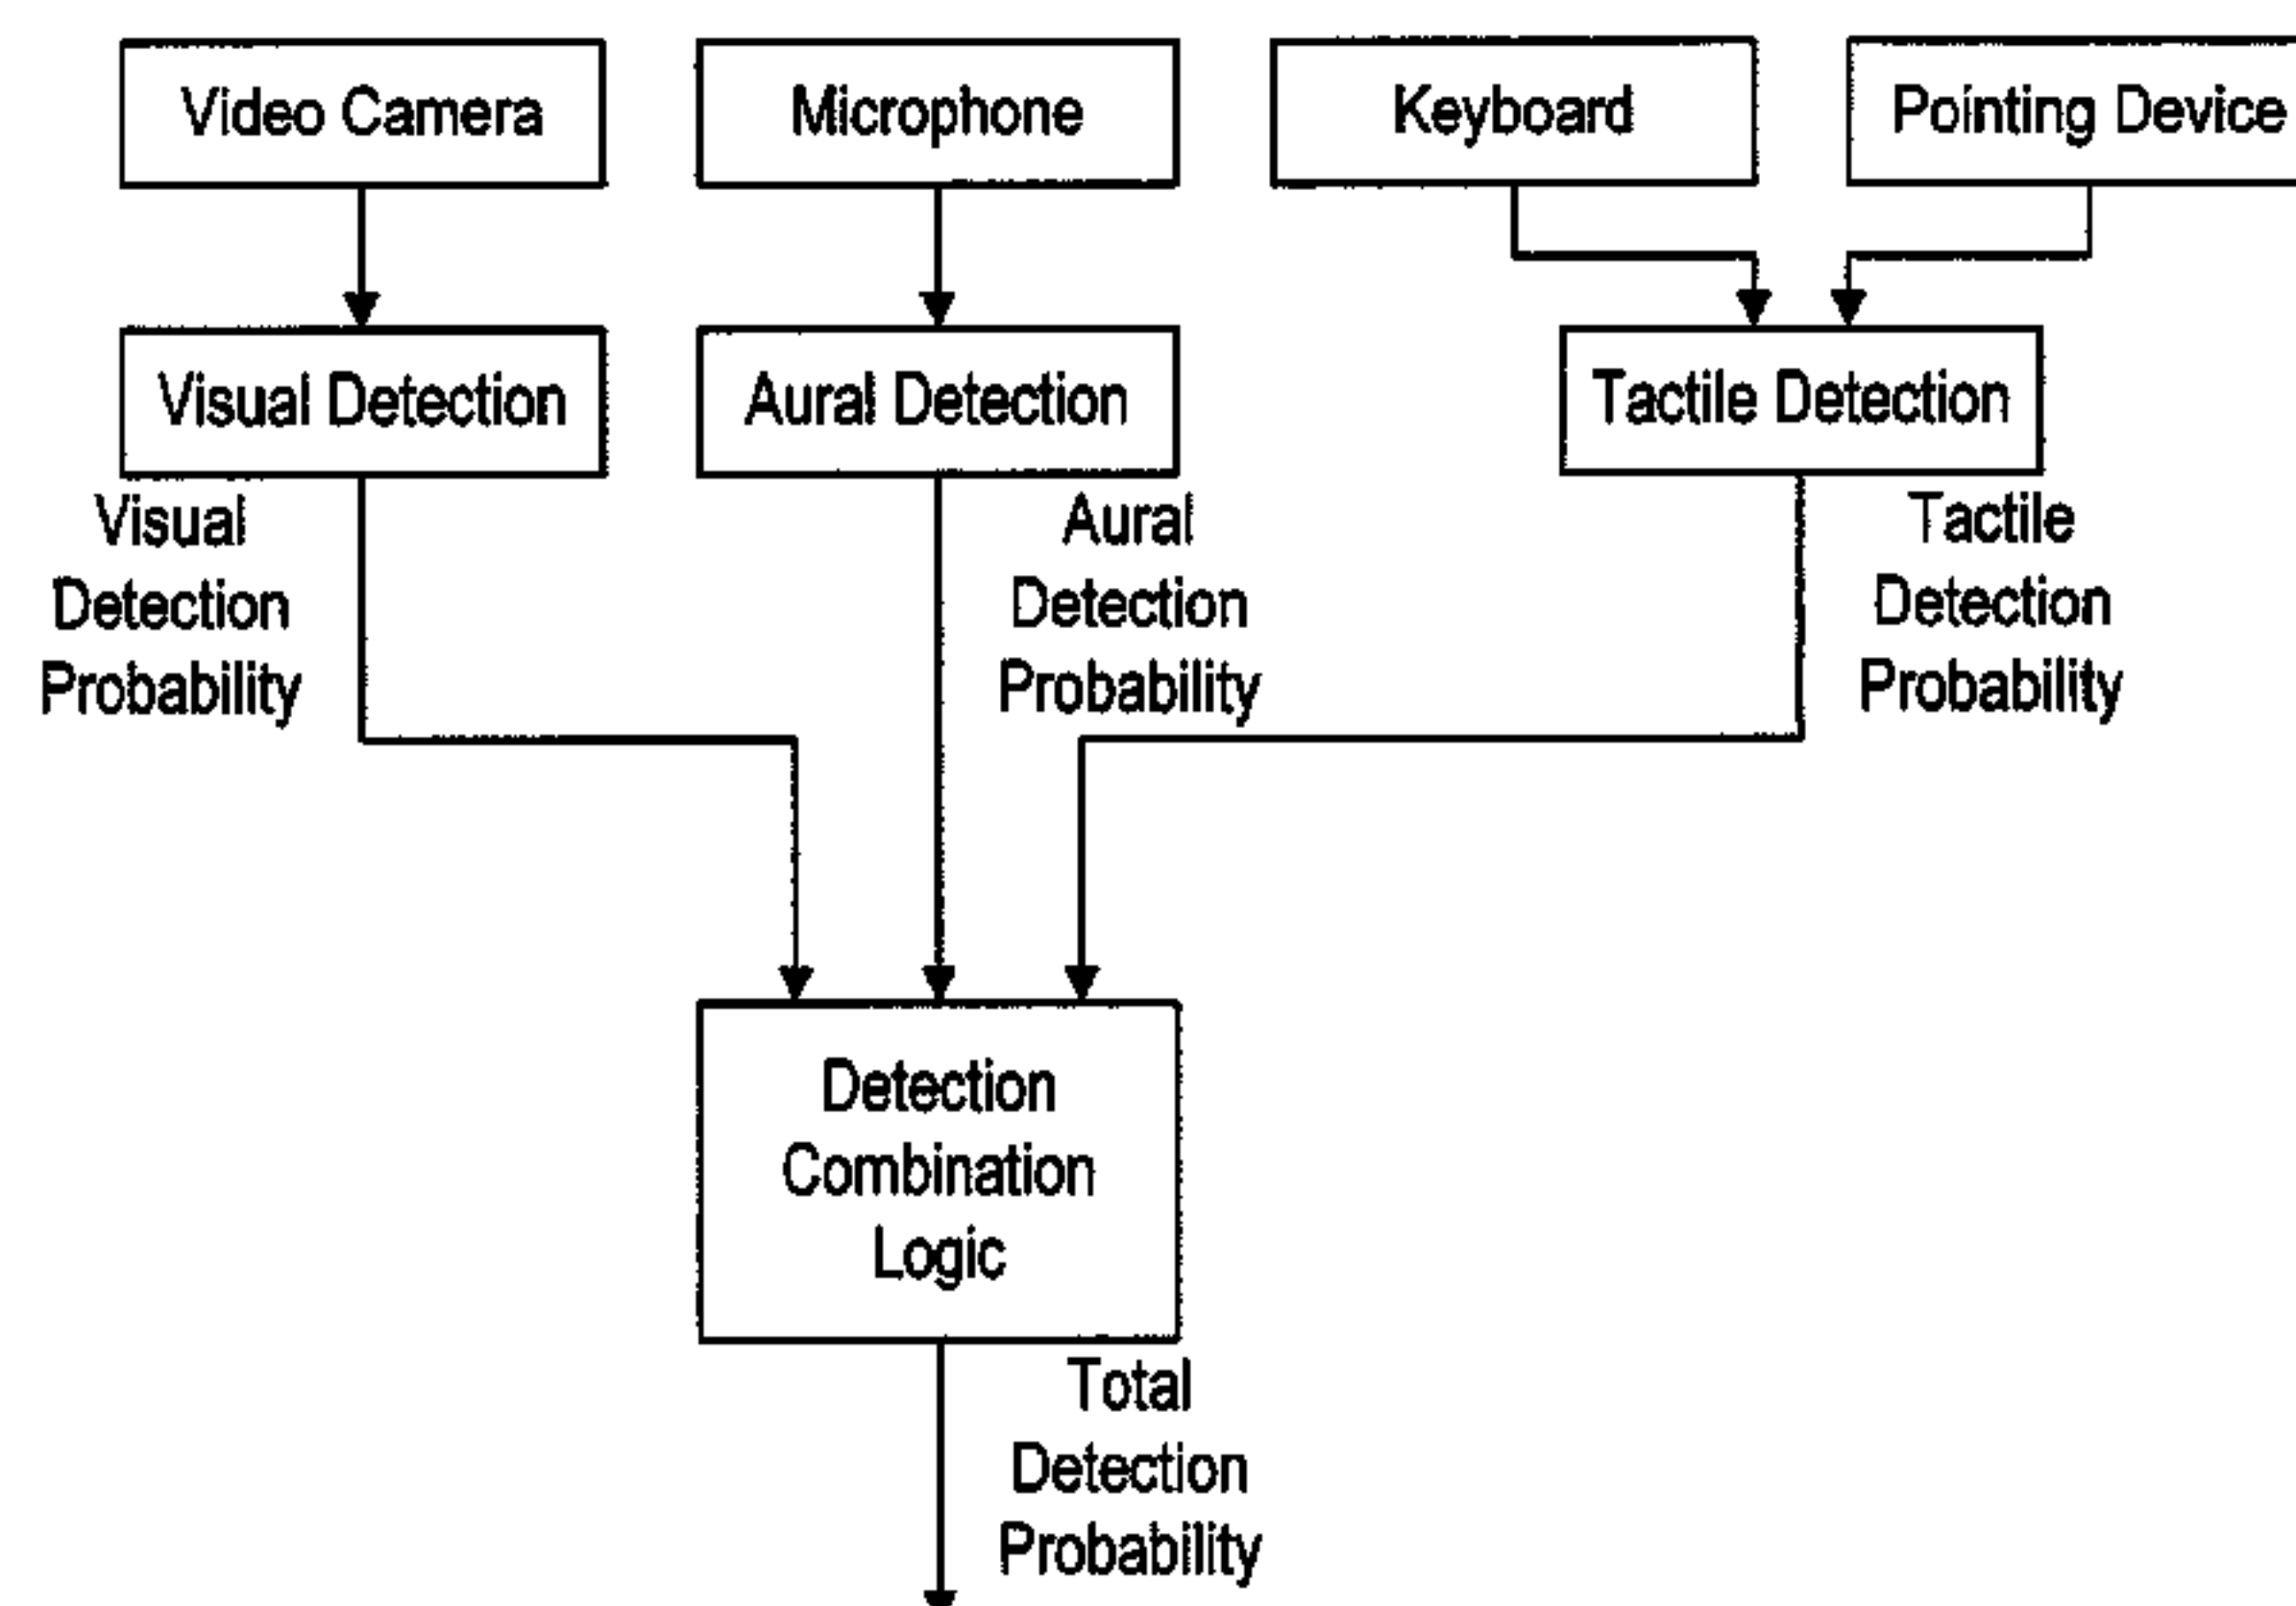 Video Camera
Microphone
Keyboard
Pointing Device
Visual Detection
Aural Detection
Tactile Detection
Visual
Detection
Probability
Aural
Detection
Probability
Tactile
Detection
Probability
Detection
Combination
Logic
Total
Detection
Probability